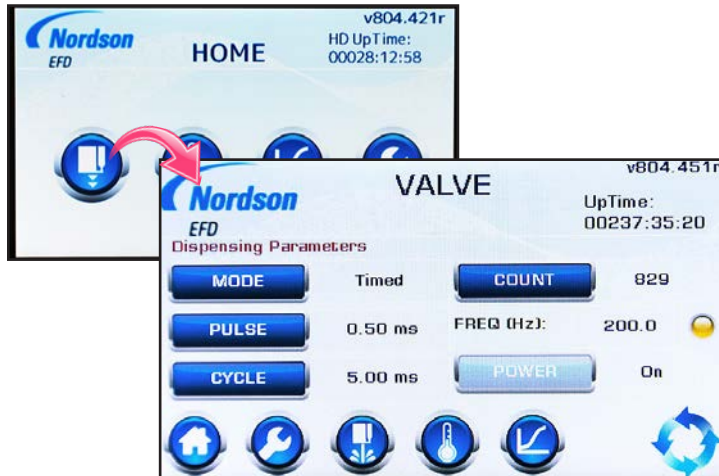 v804.421r
Nordson
EFD
HOME
HD UpTime:
00028:12:58
v804.451r
Nordson
EFD
VALVE
UpTime:
00237:35:20
Dispensing Parameters
MODE Timed COUNT 829
PULSE 0.50 ms FREQ (Hz): 200.0
CYCLE 5.00 ms POWER On